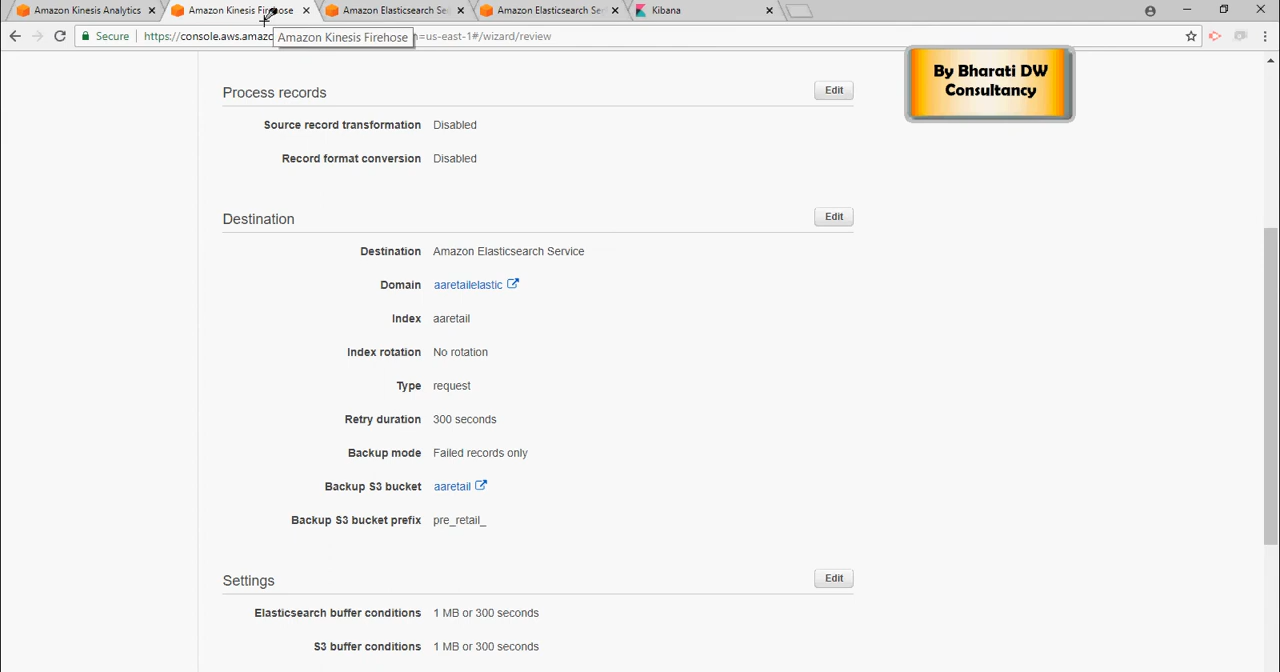 Amazon Kinesis Analytics
Amazon Kinesis Firehose
Amazon Elasticsearch Se
Amazon Elasticsearch Se
Kibana
Secure
https://console.aws.amazo
n=us-east-1#/wizard/review
Amazon Kinesis Firehose
By Bharati DW
Consultancy
Process records
Edit
Source record transformation Disabled
Record format conversion Disabled
Destination
Edit
Destination Amazon Elasticsearch Service
Domain aaretailelastic
Index aaretail
Index rotation No rotation
Type request
Retry duration 300 seconds
Backup mode Failed records only
Backup S3 bucket aaretail
Backup S3 bucket prefix pre_retail_
Settings
Edit
Elasticsearch buffer conditions 1 MB or 300 seconds
S3 buffer conditions 1 MB or 300 seconds